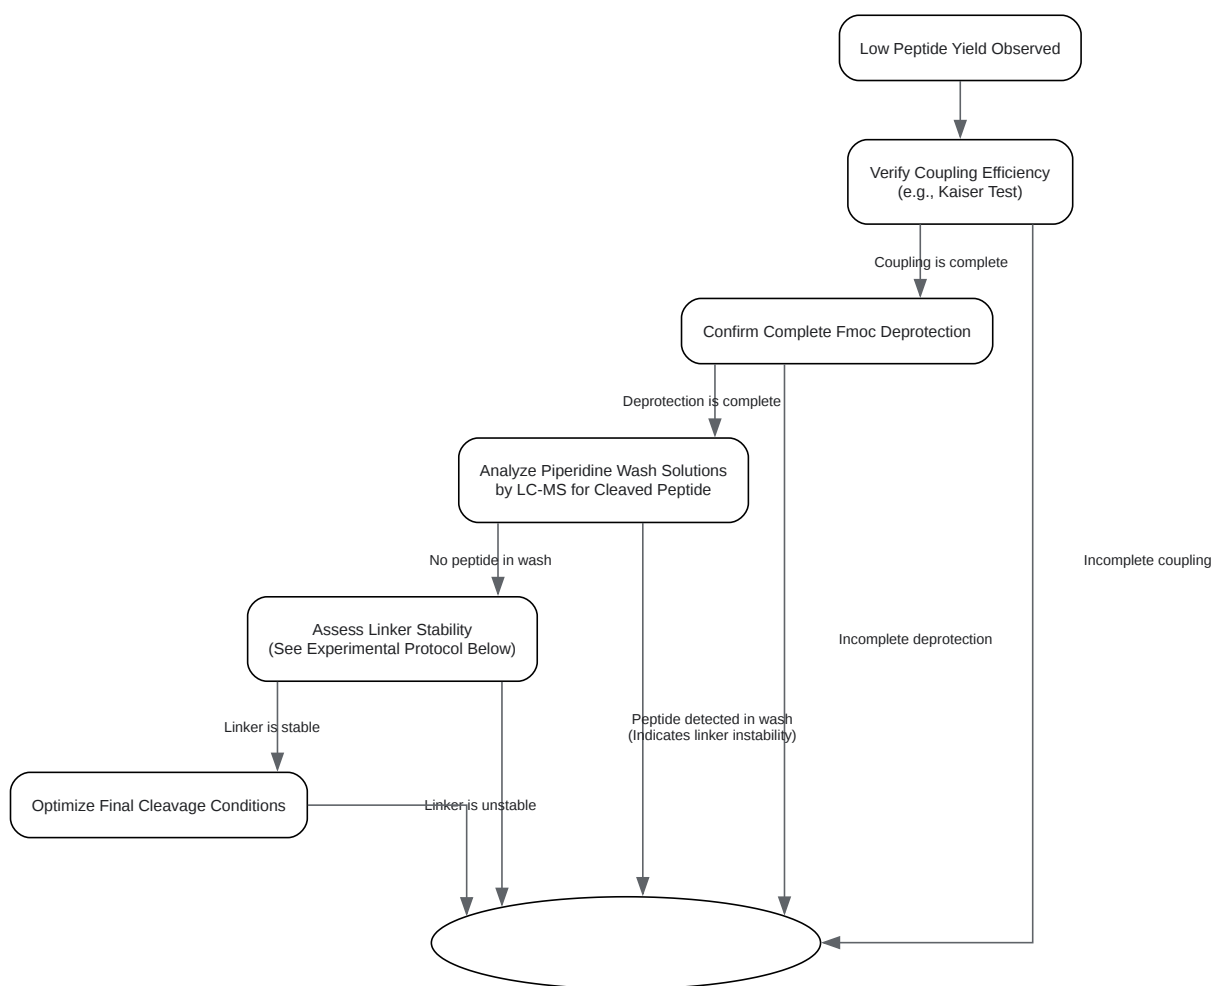 Low Peptide Yield Observed
Verify Coupling Efficiency
(e.g., Kaiser Test)
Coupling is complete
Confirm Complete Fmoc Deprotection
Deprotection is complete
Analyze Piperidine Wash Solutions
by LC-MS for Cleaved Peptide
No peptide in wash
Incomplete coupling
Assess Linker Stability
(See Experimental Protocol Below)
Incomplete deprotection
Linker is stable
Peptide detected in wash
(Indicates linker instability)
Optimize Final Cleavage Conditions
Linker is unstable